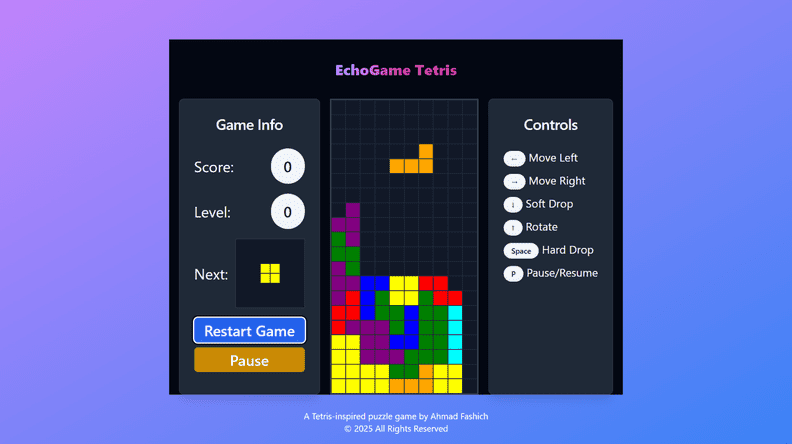 EchoGame Tetris
Game Info
Score: 0
Level: 0
Next:
Restart Game
Pause
Controls
← Move Left
→ Move Right
↓ Soft Drop
↑ Rotate
Space Hard Drop
P Pause/Resume
A Tetris-inspired puzzle game by Ahmad Fashich
© 2025 All Rights Reserved